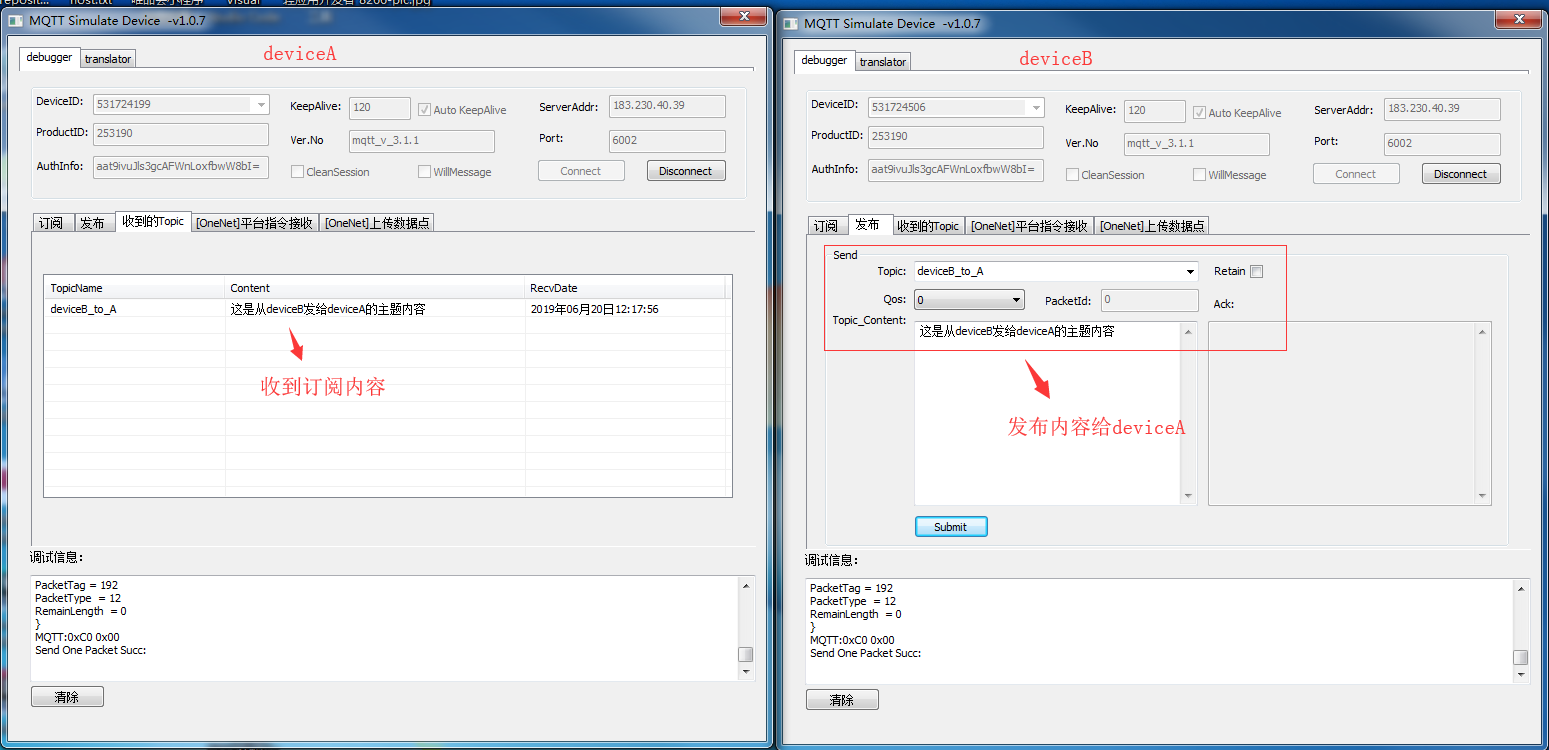 MQTT Simulate Device -v1.0.7
deviceA
debugger
translator
DeviceID:
531724199
KeepAlive:
120
Auto KeepAlive
ServerAddr:
183.230.40.39
ProductID:
253190
Ver.No
mqtt_v_3.1.1
Port:
6002
AuthInfo:
aat9ivuJls3gcAFWnLoxfbwW8bI=
CleanSession
WillMessage
Connect
Disconnect
订阅
发布
收到的Topic
[OneNet]平台指令接收
[OneNet]上传数据点
TopicName
Content
RecvDate
deviceB_to_A
这是从deviceB发给deviceA的主题内容
2019年06月20日12:17:56
收到订阅内容
调试信息:
PacketTag = 192
PacketType = 12
RemainLength = 0
}
MQTT:0xC0 0x00
Send One Packet Succ:
清除
MQTT Simulate Device -v1.0.7
deviceB
debugger
translator
DeviceID:
531724506
KeepAlive:
120
Auto KeepAlive
ServerAddr:
183.230.40.39
ProductID:
253190
Ver.No
mqtt_v_3.1.1
Port:
6002
AuthInfo:
aat9ivuJls3gcAFWnLoxfbwW8bI=
CleanSession
WillMessage
Connect
Disconnect
订阅
发布
收到的Topic
[OneNet]平台指令接收
[OneNet]上传数据点
Send
Topic:
deviceB_to_A
Retain
Qos:
0
PacketId:
0
Ack:
Topic_Content:
这是从deviceB发给deviceA的主题内容
发布内容给deviceA
Submit
调试信息:
PacketTag = 192
PacketType = 12
RemainLength = 0
}
MQTT:0xC0 0x00
Send One Packet Succ:
清除